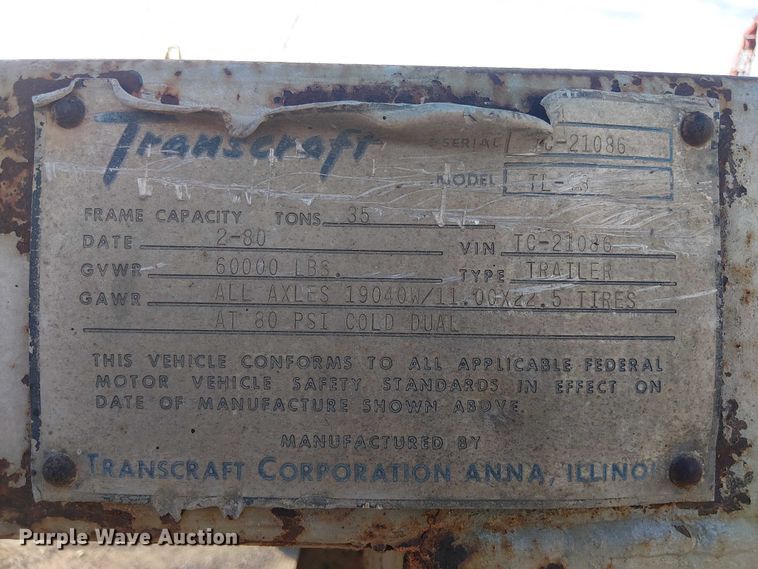 Transcraft
SERIAL TC-21086
MODEL
FRAME CAPACITY TONS 35
DATE 2-80 VIN TC-21086
GVWR 60000 LBS. TYPE TRAILER
GAWR ALL AXLES 19040W/11.00X22.5 TIRES
AT 80 PSI COLD DUAL
THIS VEHICLE CONFORMS TO ALL APPLICABLE FEDERAL
MOTOR VEHICLE SAFETY STANDARDS IN EFFECT ON
DATE OF MANUFACTURE SHOWN ABOVE.
MANUFACTURED BY
TRANSCRAFT CORPORATION ANNA, ILLINOI
Purple Wave Auction